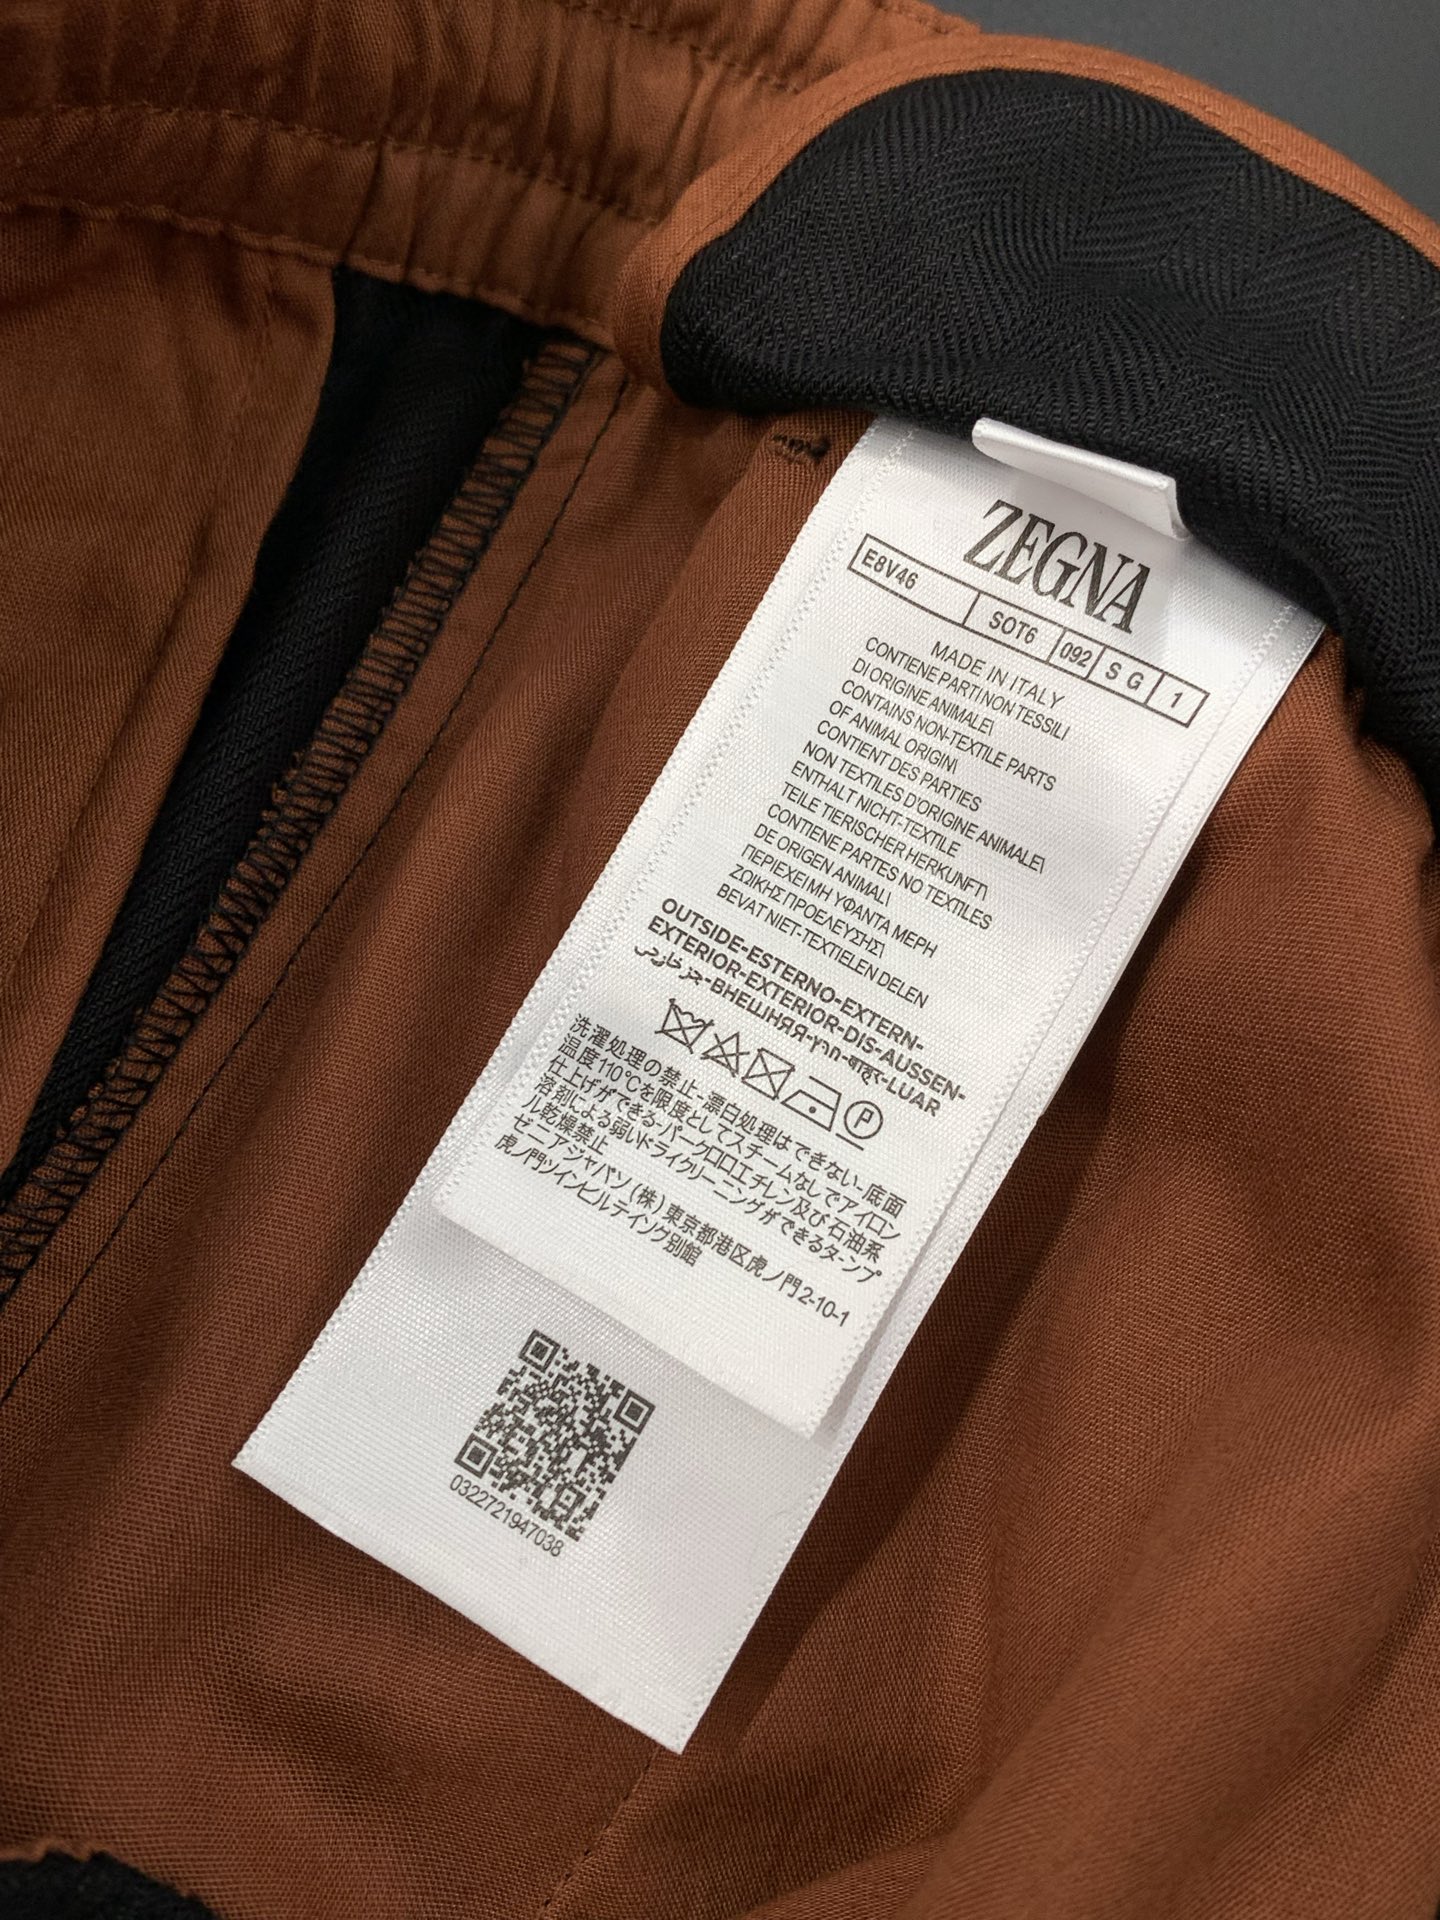 ZEGNA
E8V46 SOT6 092 S G 1
MADE IN ITALY
CONTIENE PARTI NON TESSILI
DI ORIGINE ANIMALE\
CONTAINS NON-TEXTILE PARTS
OF ANIMAL ORIGIN\
CONTIENT DES PARTIES
NON TEXTILES D'ORIGINE ANIMALE\
ENTHALT NICHT-TEXTILE
TEILE TIERISCHER HERKUNFT\
CONTIENE PARTES NO TEXTILES
DE ORIGEN ANIMAL\
ΠΕΡΙΕΧΕΙ ΜΗ ΥΦΑΝΤΑ ΜΕΡΗ
ΖΩΙΚΗΣ ΠΡΟΕΛΕΥΣΗΣ\
BEVAT NIET-TEXTIELEN DELEN
OUTSIDE-ESTERNO-EXTERN-
EXTERIOR-EXTERIOR-DIS-AUSSEN-
-ВНЕШНЯЯ-חוץ-बाहर-LUAR
P
洗濯処理の禁止-漂白処理はできない-底面
温度110℃を限度としてスチームなしでアイロン
仕上げができる-パークロロエチレン及び石油系
溶剤による弱いドライクリーニングができるターンブ
ル乾燥禁止
ゼニアジャパン(株)東京都港区虎ノ門2-10-1
虎ノ門ツインビルディング別館
0322721947038